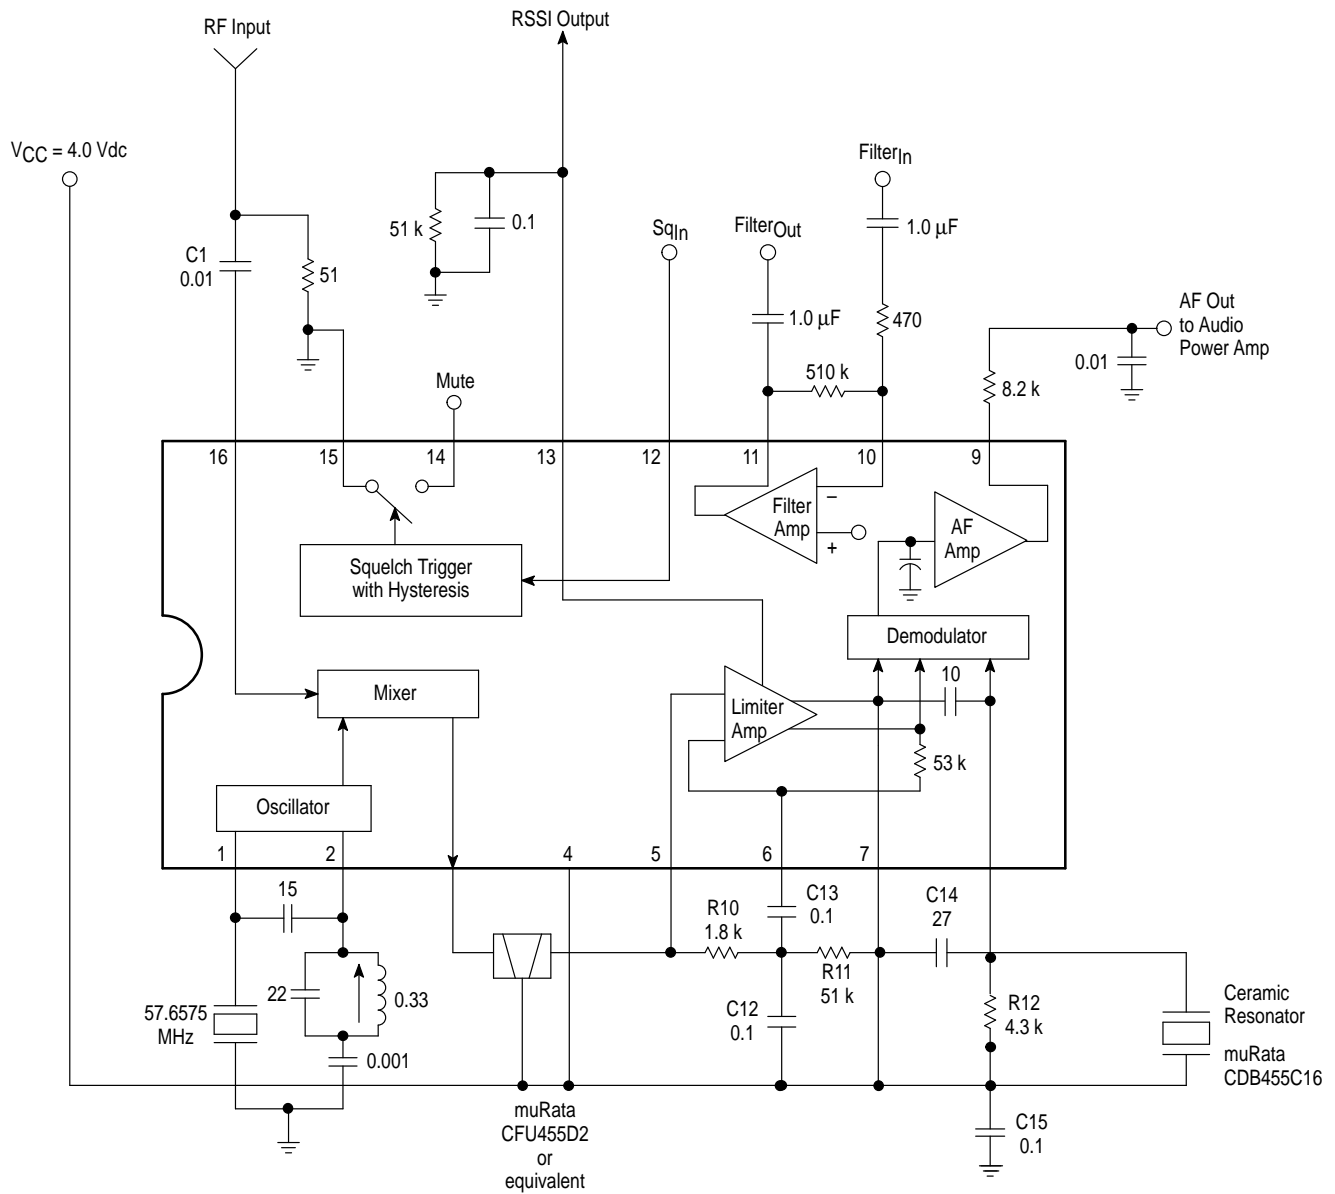 RF Input
RSSI Output
VCC = 4.0 Vdc
FilterIn
51 k
0.1
SqIn
FilterOut
1.0 µF
C1
0.01
51
1.0 µF
470
AF Out
to Audio
Power Amp
0.01
Mute
510 k
8.2 k
16
15
14
13
12
11
10
9
Filter
Amp
–
+
AF
Amp
Squelch Trigger
with Hysteresis
Demodulator
Mixer
Limiter
Amp
10
53 k
Oscillator
1
2
4
5
6
7
15
C13
0.1
C14
27
R10
1.8 k
R11
51 k
22
0.33
57.6575
MHz
C12
0.1
R12
4.3 k
Ceramic
Resonator
muRata
CDB455C16
0.001
muRata
CFU455D2
or
equivalent
C15
0.1